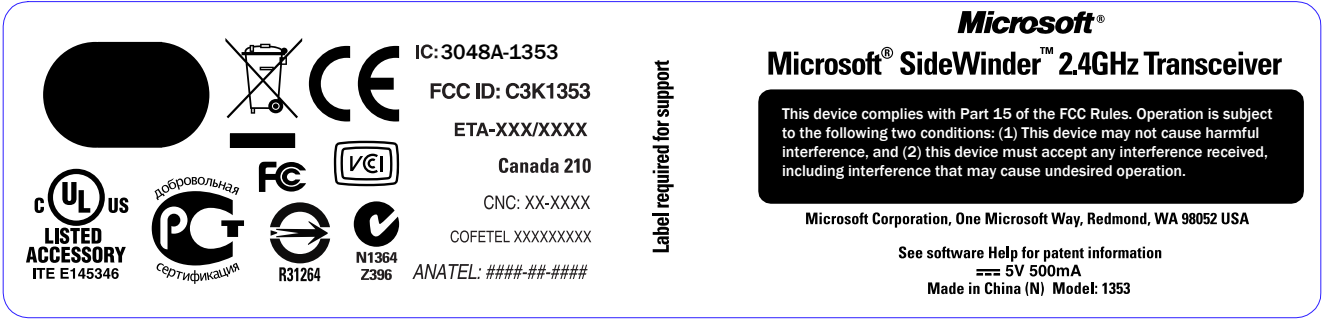 IC: 3048A-1353
FCC ID: C3K1353
ETA-XXX/XXXX
Canada 210
CNC: XX-XXXX
COFETEL XXXXXXXXX
ANATEL: ####-##-####
CE
FC
VCI
C UL US
LISTED
ACCESSORY
ITE E145346
добровольная
РСТ
сертификация
R31264
N1364
Z396
Label required for support
Microsoft®
Microsoft® SideWinder™ 2.4GHz Transceiver
This device complies with Part 15 of the FCC Rules. Operation is subject
to the following two conditions: (1) This device may not cause harmful
interference, and (2) this device must accept any interference received,
including interference that may cause undesired operation.
Microsoft Corporation, One Microsoft Way, Redmond, WA 98052 USA
See software Help for patent information
5V 500mA
Made in China (N) Model: 1353